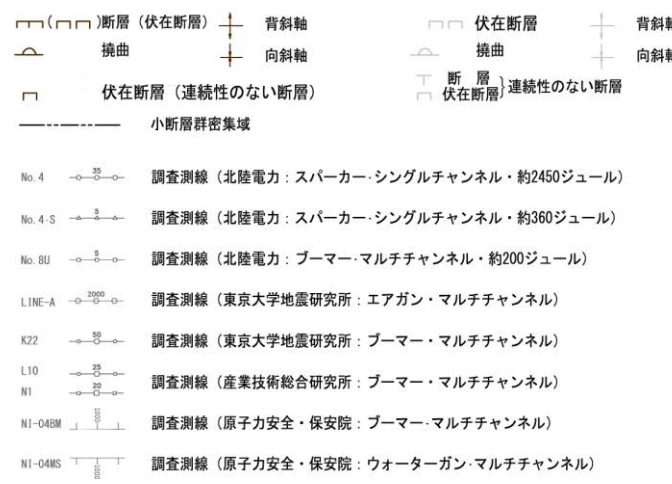 断層（伏在断層） 背斜軸 伏在断層 背斜軸
撓曲 向斜軸 撓曲 向斜軸
伏在断層（連続性のない断層） 断層 伏在断層 連続性のない断層
小断層群密集域
No.4 35 調査測線（北陸電力：スパーカー・シングルチャンネル・約2450ジュール）
No.4-S 5 調査測線（北陸電力：スパーカー・シングルチャンネル・約360ジュール）
No.8U 5 調査測線（北陸電力：ブーマー・マルチチャンネル・約200ジュール）
LINE-A 2000 調査測線（東京大学地震研究所：エアガン・マルチチャンネル）
K22 50 調査測線（東京大学地震研究所：ブーマー・マルチチャンネル）
L10 25
N1 20 調査測線（産業技術総合研究所：ブーマー・マルチチャンネル）
NI-04BM 1000 調査測線（原子力安全・保安院：ブーマー・マルチチャンネル）
NI-04MS 1000 調査測線（原子力安全・保安院：ウォーターガン・マルチチャンネル）